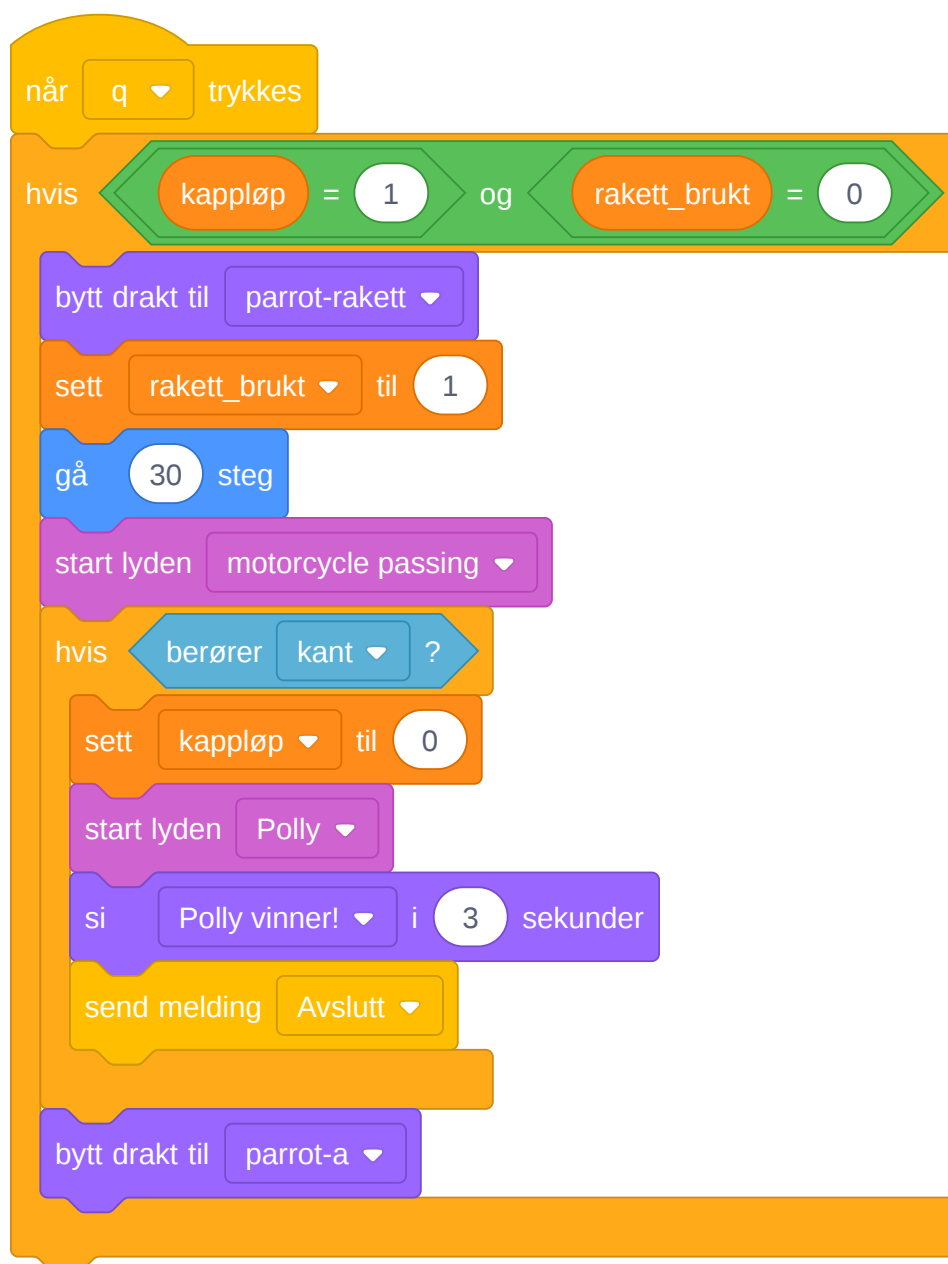 når q trykkes
hvis kappløp = 1 og rakett_brukt = 0
bytt drakt til parrot-rakett
sett rakett_brukt til 1
gå 30 steg
start lyden motorcycle passing
hvis berører kant ?
sett kappløp til 0
start lyden Polly
si Polly vinner! i 3 sekunder
send melding Avslutt
bytt drakt til parrot-a